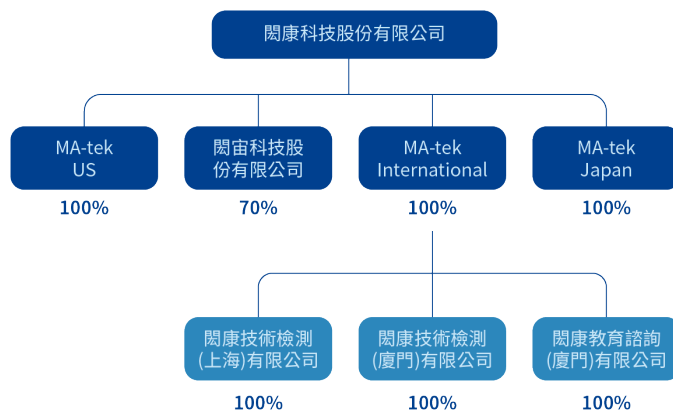 閎康科技股份有限公司
MA-tek
US
100%
閎宙科技股
份有限公司
70%
MA-tek
International
100%
MA-tek
Japan
100%
閎康技術檢測
(上海)有限公司
100%
閎康技術檢測
(廈門)有限公司
100%
閎康教育諮詢
(廈門)有限公司
100%